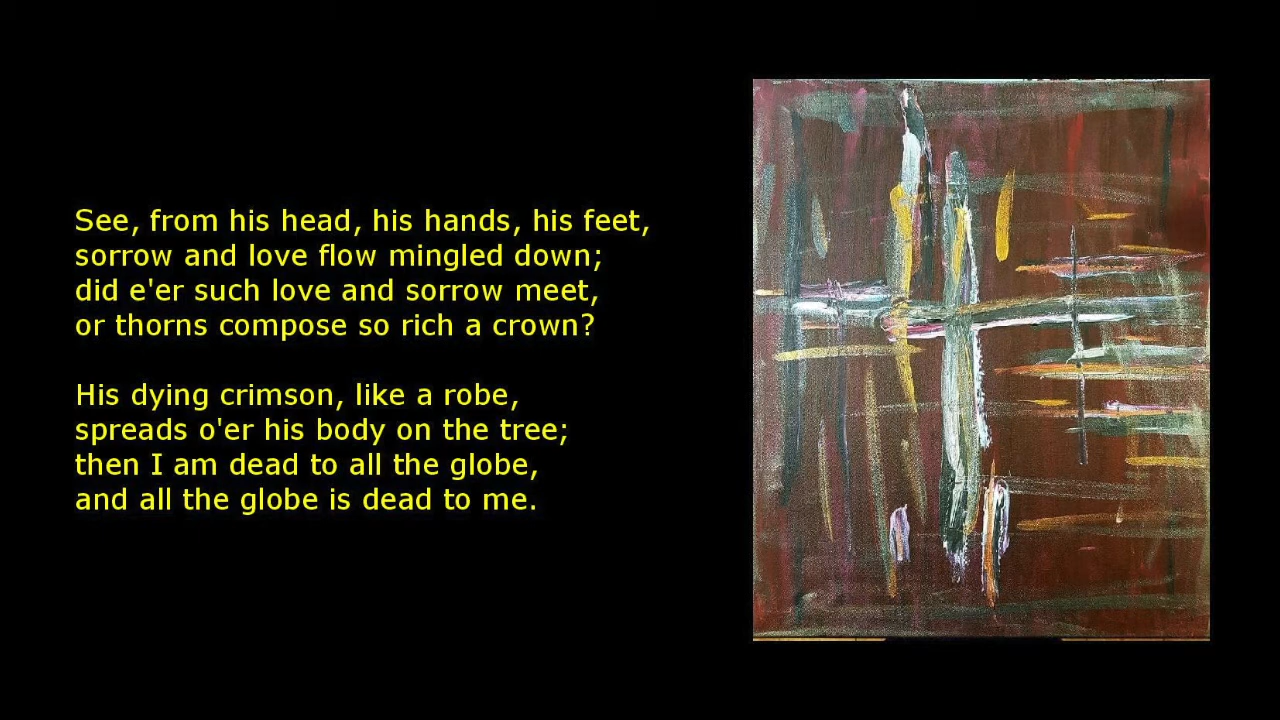 See, from his head, his hands, his feet,
sorrow and love flow mingled down;
did e'er such love and sorrow meet,
or thorns compose so rich a crown?
His dying crimson, like a robe,
spreads o'er his body on the tree;
then I am dead to all the globe,
and all the globe is dead to me.